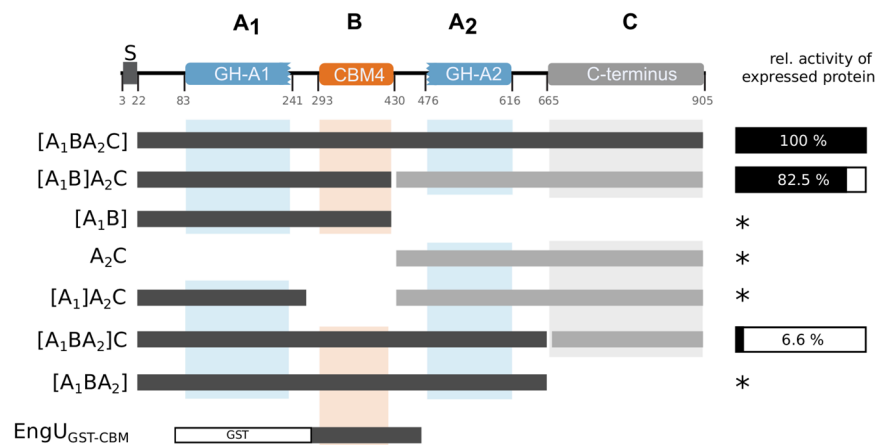 A1 B A2 C
S
GH-A1 CBM4 GH-A2 C-terminus
rel. activity of
expressed protein
3 22 83 241 293 430 476 616 665 905
[A1BA2C] 100 %
[A1B]A2C 82.5 %
[A1B] *
A2C *
[A1]A2C *
[A1BA2]C 6.6 %
[A1BA2] *
EngUGST-CBM GST